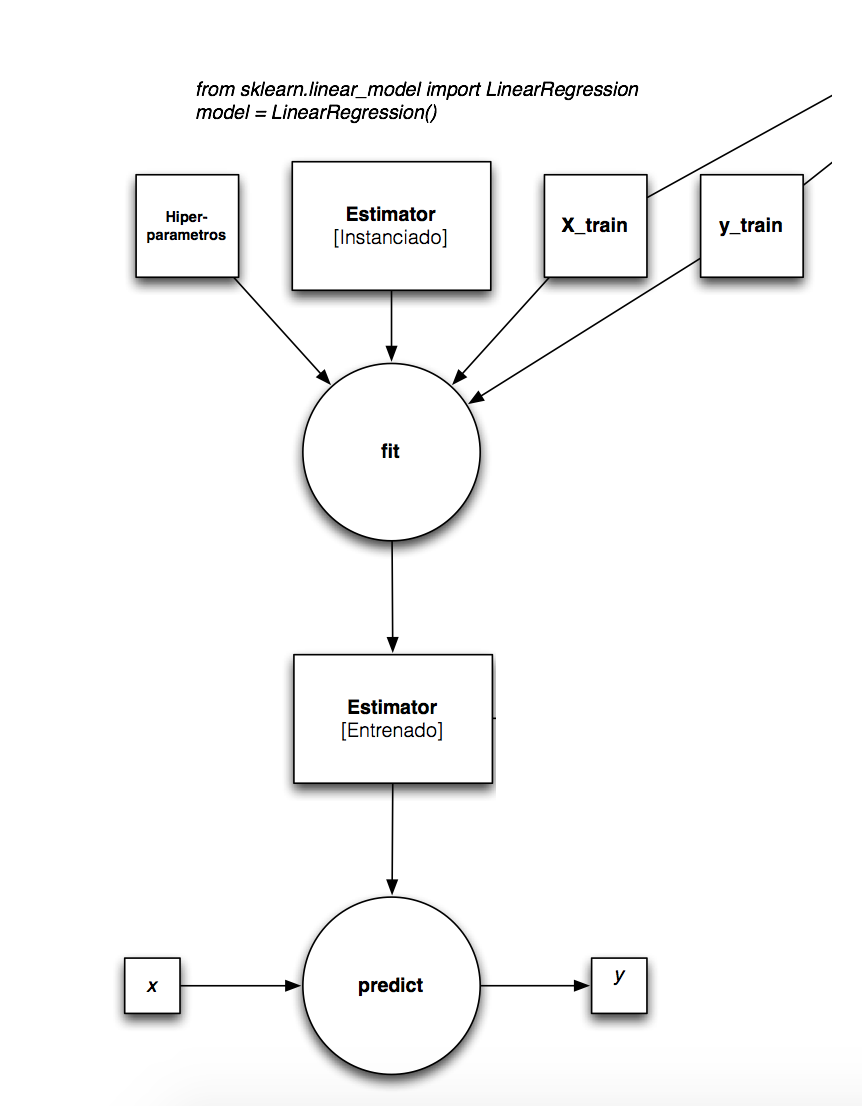 from sklearn.linear_model import LinearRegression
model = LinearRegression()
Hiper-
parametros
Estimator
[Instanciado]
X_train
y_train
fit
Estimator
[Entrenado]
x
predict
y